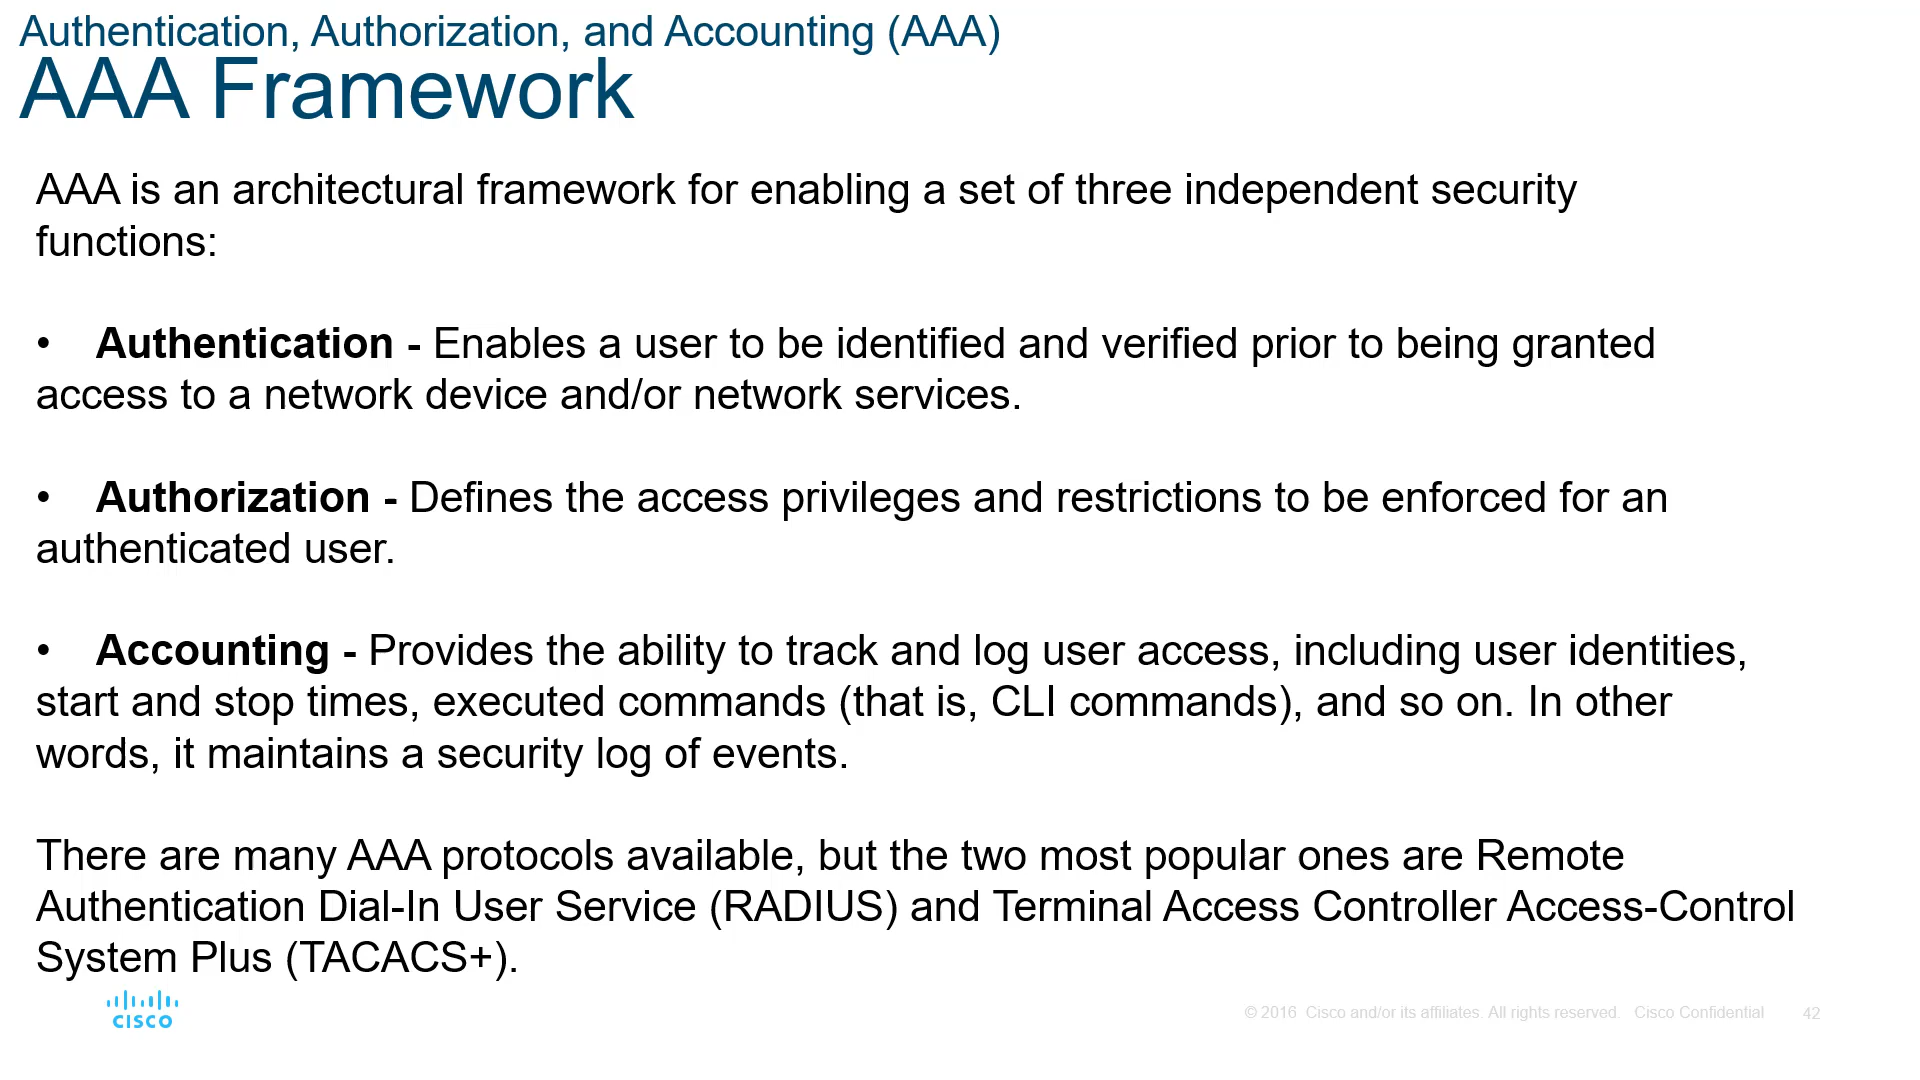 Authentication, Authorization, and Accounting (AAA)
AAA Framework
AAA is an architectural framework for enabling a set of three independent security
functions:
• Authentication - Enables a user to be identified and verified prior to being granted
access to a network device and/or network services.
• Authorization - Defines the access privileges and restrictions to be enforced for an
authenticated user.
• Accounting - Provides the ability to track and log user access, including user identities,
start and stop times, executed commands (that is, CLI commands), and so on. In other
words, it maintains a security log of events.
There are many AAA protocols available, but the two most popular ones are Remote
Authentication Dial-In User Service (RADIUS) and Terminal Access Controller Access-Control
System Plus (TACACS+).
CISCO
© 2016 Cisco and/or its affiliates. All rights reserved. Cisco Confidential 42